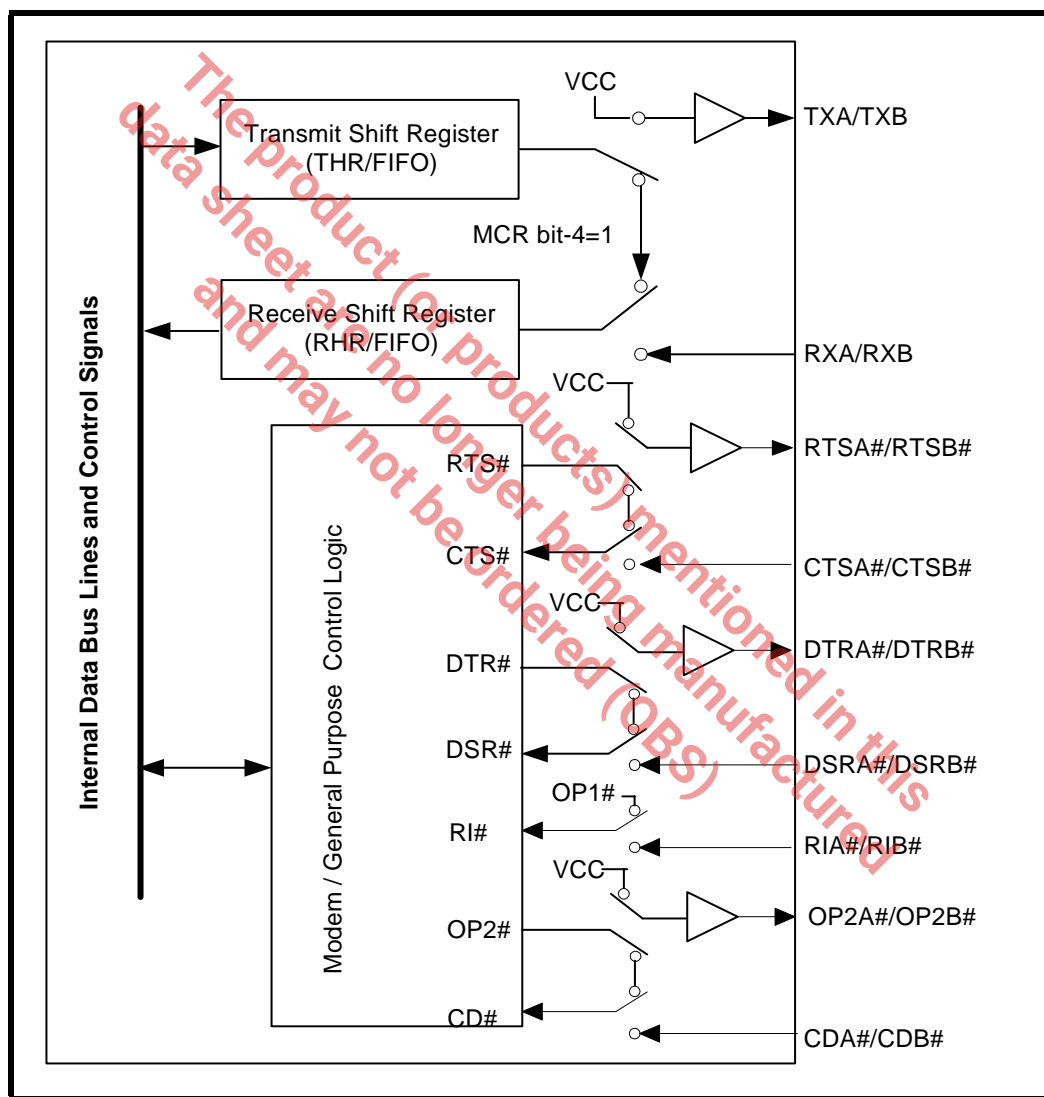 VCC
TXA/TXB
Transmit Shift Register
(THR/FIFO)
MCR bit-4=1
Receive Shift Register
(RHR/FIFO)
RXA/RXB
VCC
RTSA#/RTSB#
RTS#
CTS#
CTSA#/CTSB#
VCC
DTRA#/DTRB#
DTR#
DSR#
DSRA#/DSRB#
OP1#
RI#
RIA#/RIB#
VCC
OP2A#/OP2B#
OP2#
CD#
CDA#/CDB#
Internal Data Bus Lines and Control Signals
Modem / General Purpose Control Logic
The product (or products) mentioned in this
data sheet are no longer being manufactured
and may not be ordered (OBS)